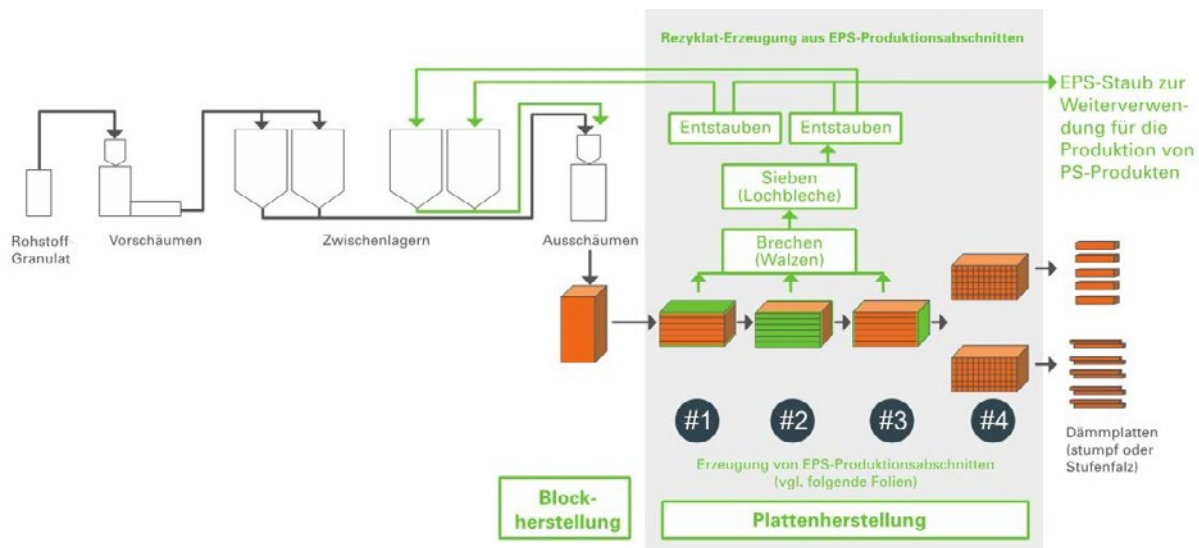 Rezyklat-Erzeugung aus EPS-Produktionsabschnitten
EPS-Staub zur
Weiterverwen-
dung für die
Produktion von
PS-Produkten
Entstauben
Entstauben
Sieben
(Lochbleche)
Brechen
(Walzen)
Rohstoff-
Granulat
Vorschäumen
Zwischenlagern
Ausschäumen
#1
#2
#3
#4
Dämmplatten
(stumpf oder
Stufenfalz)
Erzeugung von EPS-Produktionsabschnitten
(vgl. folgende Folien)
Block-
herstellung
Plattenherstellung